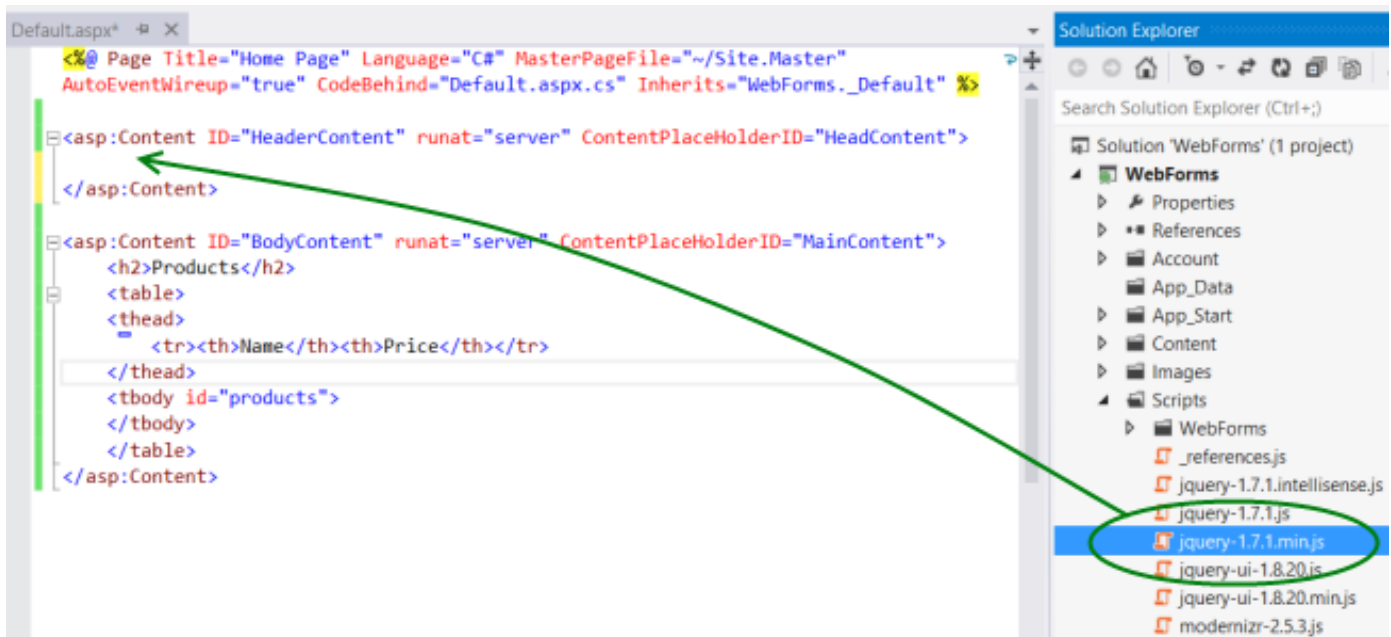 Default.aspx*
<%@ Page Title="Home Page" Language="C#" MasterPageFile="~/Site.Master"
AutoEventWireup="true" CodeBehind="Default.aspx.cs" Inherits="WebForms._Default" %>
<asp:Content ID="HeaderContent" runat="server" ContentPlaceHolderID="HeadContent">
</asp:Content>
<asp:Content ID="BodyContent" runat="server" ContentPlaceHolderID="MainContent">
<h2>Products</h2>
<table>
<thead>
<tr><th>Name</th><th>Price</th></tr>
</thead>
<tbody id="products">
</tbody>
</table>
</asp:Content>
Solution Explorer
Search Solution Explorer (Ctrl+;)
Solution 'WebForms' (1 project)
WebForms
Properties
References
Account
App_Data
App_Start
Content
Images
Scripts
WebForms
_references.js
jquery-1.7.1.intellisense.js
jquery-1.7.1.js
jquery-1.7.1.min.js
jquery-ui-1.8.20.js
jquery-ui-1.8.20.min.js
modernizr-2.5.3.js